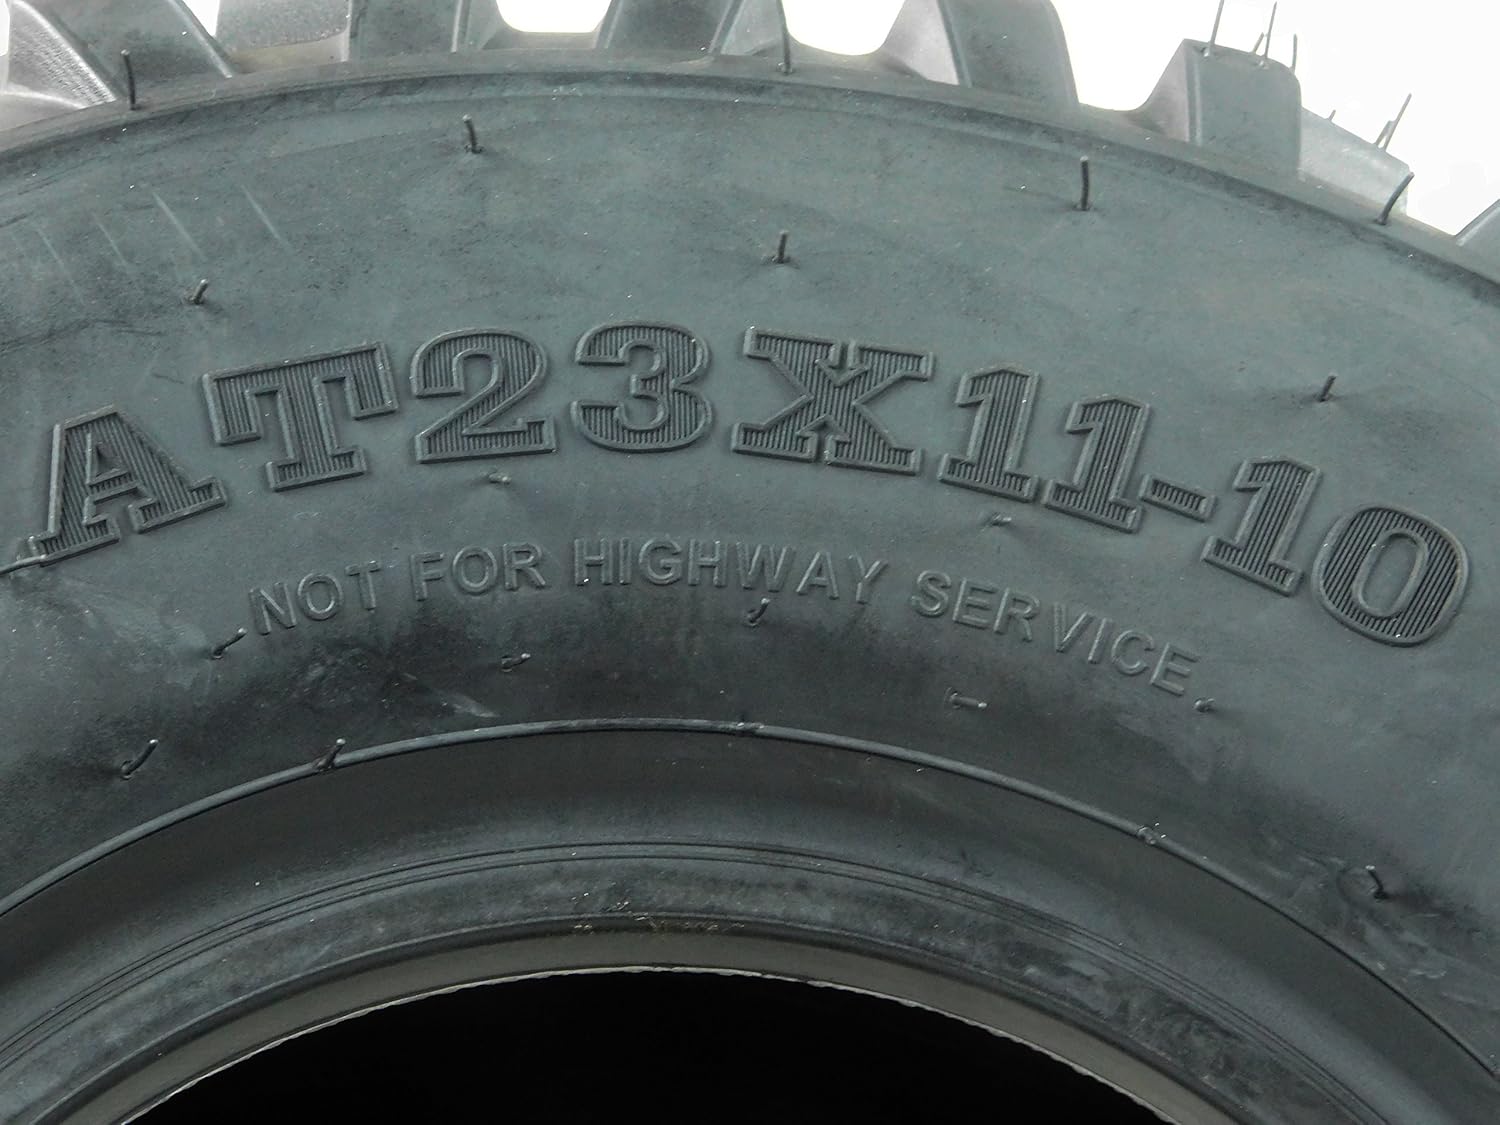 AT23X11-10
NOT FOR HIGHWAY SERVICE.